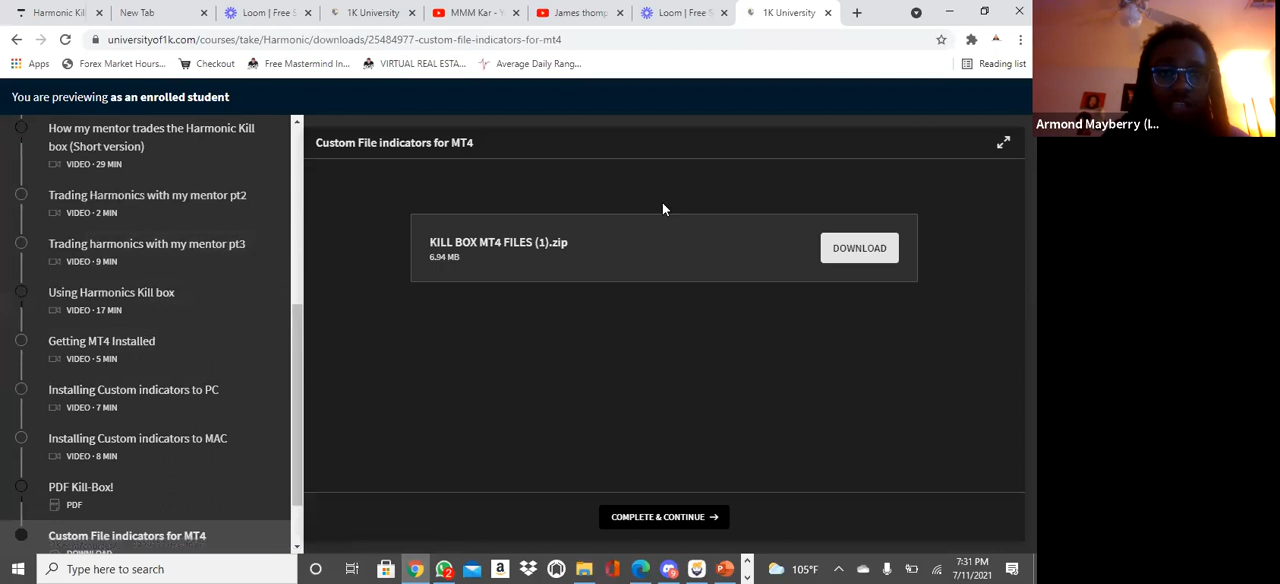 Harmonic Kil
New Tab
Loom | Free S
1K University
MMM Kar - Y
James thomp
Loom | Free S
1K University
universityof1k.com/courses/take/Harmonic/downloads/25484977-custom-file-indicators-for-mt4
Apps
Forex Market Hours...
Checkout
Free Mastermind In...
VIRTUAL REAL ESTA...
Average Daily Rang...
Reading list
You are previewing as an enrolled student
How my mentor trades the Harmonic Kill
box (Short version)
VIDEO · 29 MIN
Trading Harmonics with my mentor pt2
VIDEO · 2 MIN
Trading harmonics with my mentor pt3
VIDEO · 9 MIN
Using Harmonics Kill box
VIDEO · 17 MIN
Getting MT4 Installed
VIDEO · 5 MIN
Installing Custom indicators to PC
VIDEO · 7 MIN
Installing Custom indicators to MAC
VIDEO · 8 MIN
PDF Kill-Box!
PDF
Custom File indicators for MT4
DOWNLOAD
Custom File indicators for MT4
KILL BOX MT4 FILES (1).zip
6.94 MB
DOWNLOAD
COMPLETE & CONTINUE →
Armond Mayberry (I...
Type here to search
105°F
7:31 PM
7/11/2021